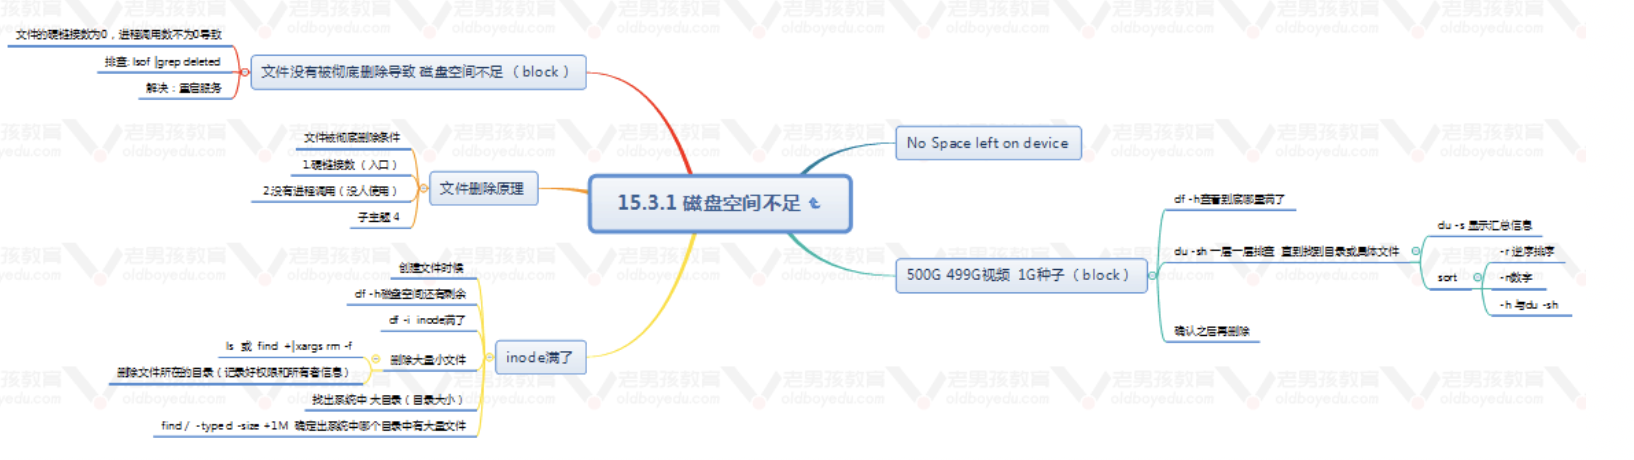 15.3.1 磁盘空间不足
No Space left on device
500G 499G视频 1G种子（block）
df -h查看到底哪里满了
du -sh 一层一层排查 直到找到目录或具体文件
du -s 显示汇总信息
sort
-r 逆序排序
-n数字
-h 与du -sh
确认之后再删除
文件没有被彻底删除导致 磁盘空间不足 （block）
文件的硬链接数为0，进程调用数不为0导致
排查: lsof |grep deleted
解决：重启服务
文件删除原理
文件被彻底删除条件
1.硬链接数（入口）
2.没有进程调用（没人使用）
子主题 4
inode满了
创建文件时候
df -h磁盘空间还有剩余
df -i inode满了
删除大量小文件
ls 或 find +|xargs rm -f
删除文件所在的目录（记录好权限和所有者信息）
找出系统中 大目录（目录大小）
find / -type d -size +1M 确定出系统中哪个目录中有大量文件
老男孩教育
oldboyedu.com